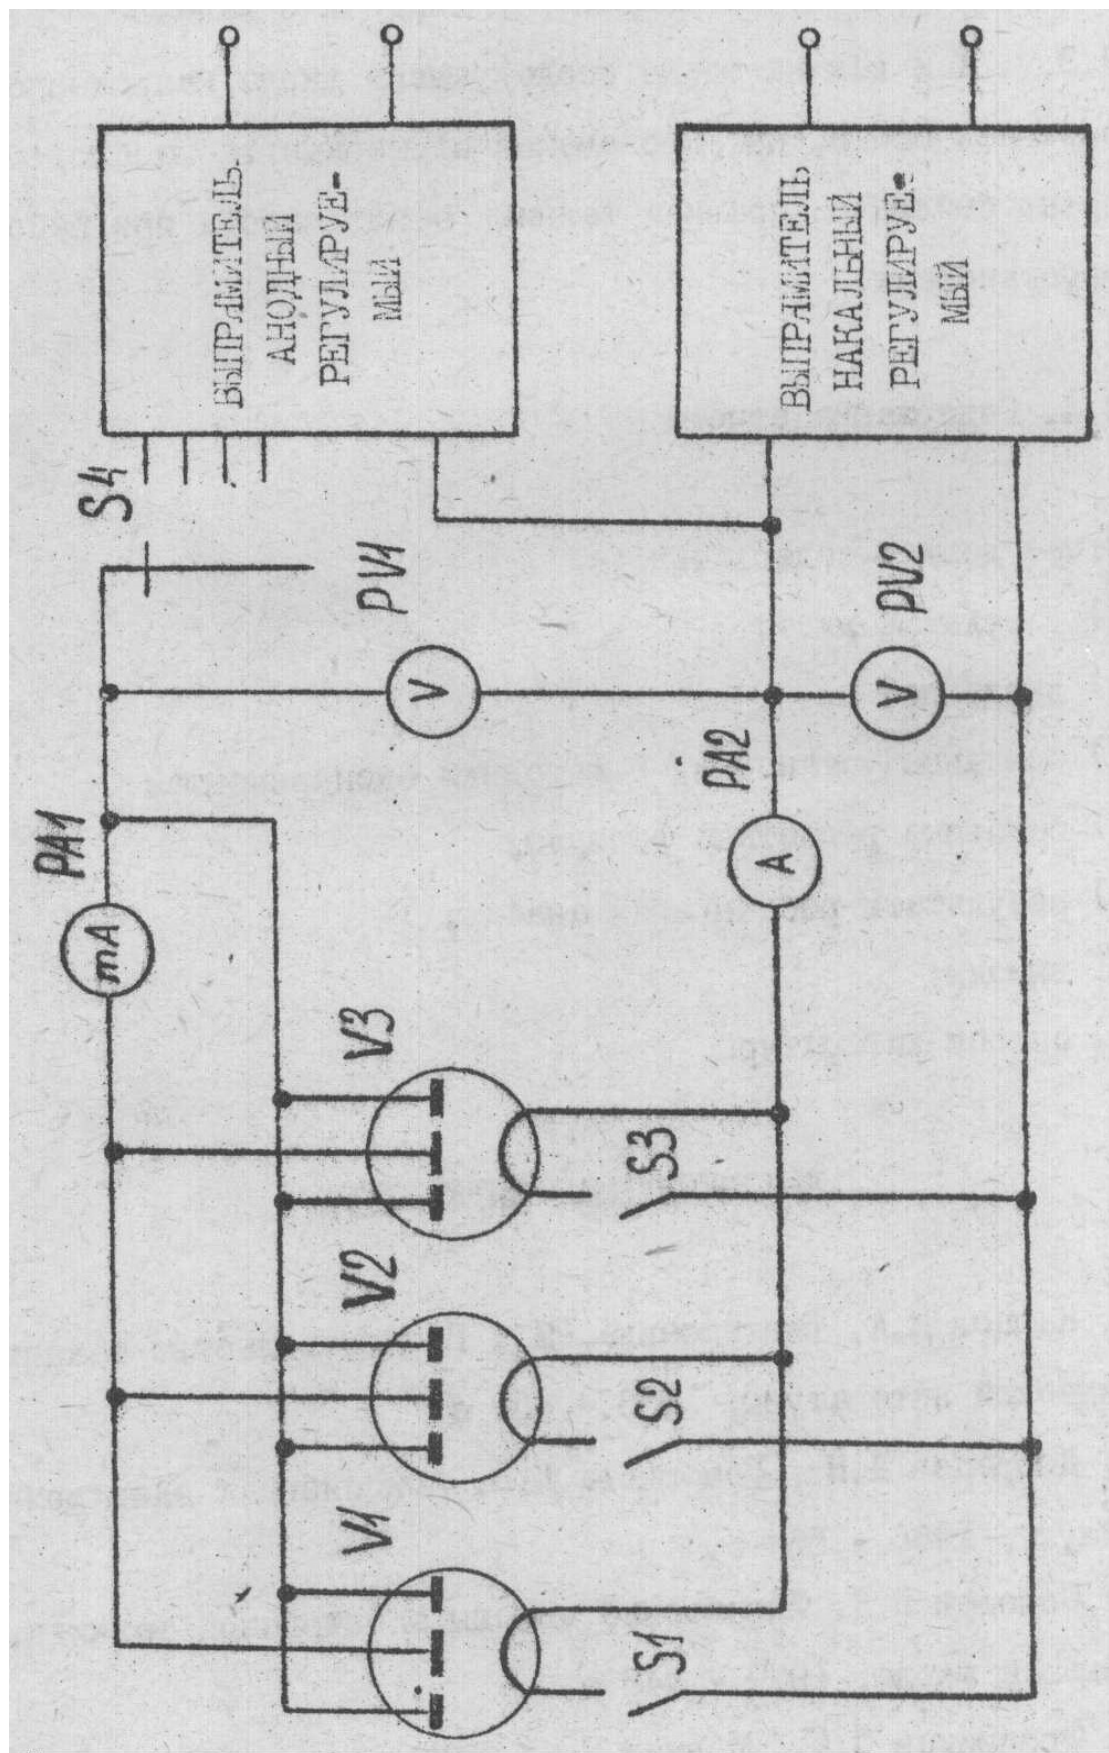 ВЫПРЯМИТЕЛЬ
АНОДНЫЙ
РЕГУЛИРУЕ-
МЫЙ
ВЫПРЯМИТЕЛЬ
НАКАЛЬНЫЙ
РЕГУЛИРУЕ-
МЫЙ
S4
PV1
PV2
V
V
PA1
PA2
mA
A
V3
S3
V2
S2
V1
S1